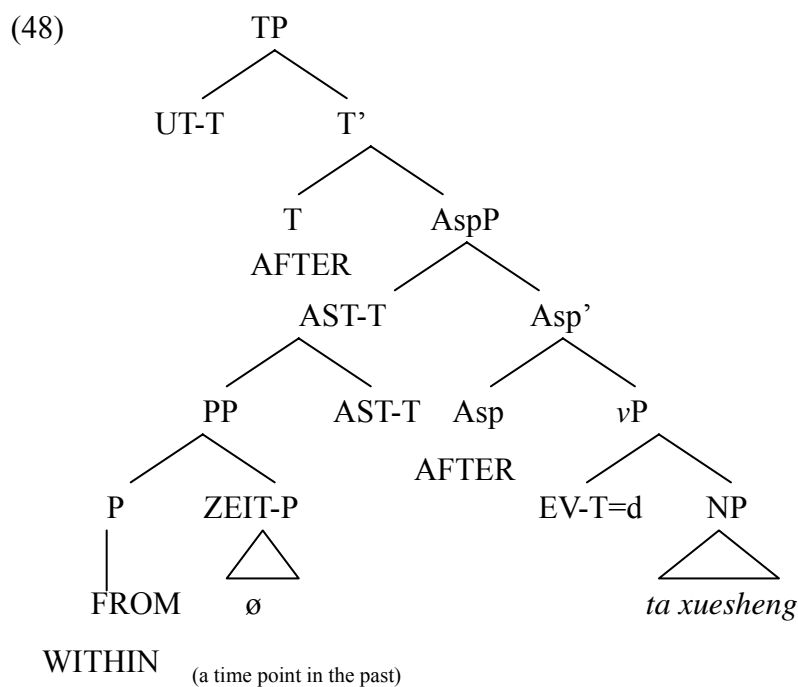 (48) TP
UT-T T’
T AspP
AFTER
AST-T Asp’
PP AST-T Asp vP
AFTER
P ZEIT-P EV-T=d NP
FROM ø ta xuesheng
WITHIN (a time point in the past)